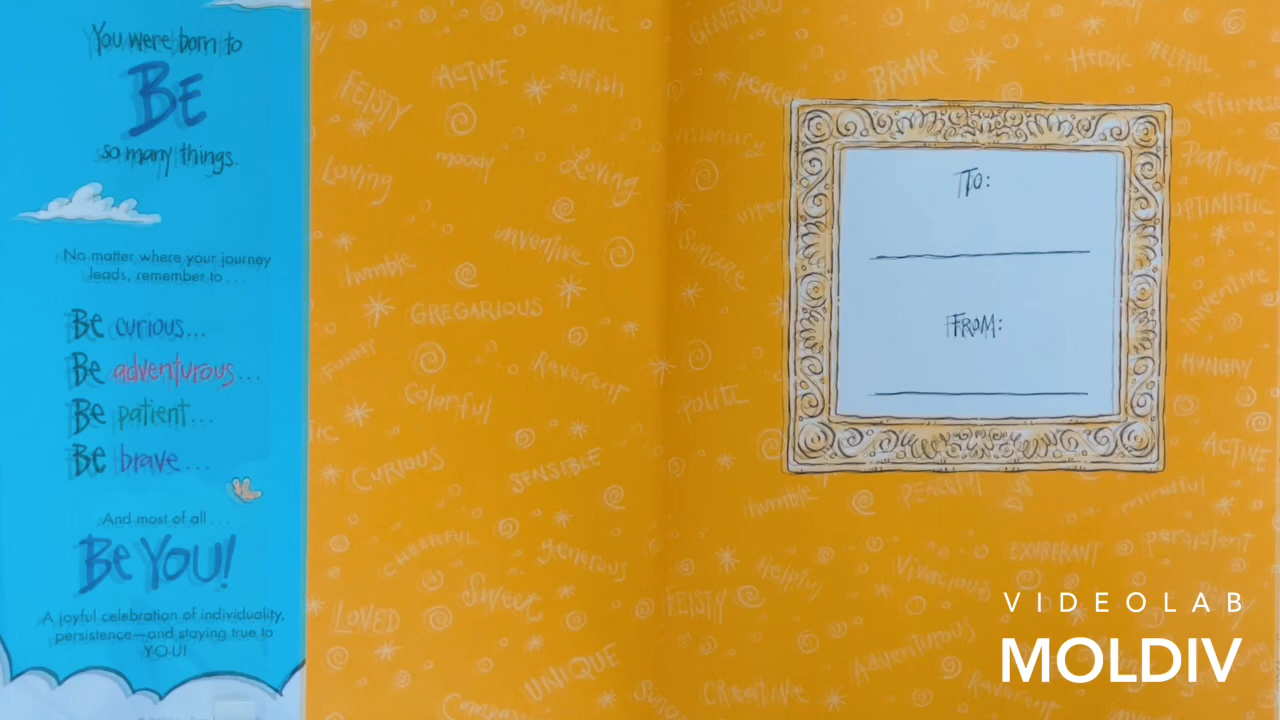 You were born to
BE
so many things.
No matter where your journey
leads, remember to . . .
Be curious...
Be adventurous...
Be patient...
Be brave...
And most of all . . .
Be YOU!
A joyful celebration of individuality,
persistence—and staying true to
Y-O-U!
empathetic
FEISTY
ACTIVE
selfish
Loving
moody
Loving
inventive
humble
GREGARIOUS
FUNNY
Reverent
Colorful
CURIOUS
SENSIBLE
CHEERFUL
generous
Sweet
LOVED
UNIQUE
GENEROUS
BRAVE
Heroic
HELPFUL
Patient
OPTIMISTIC
Sincere
INVENTIVE
HUNGRY
polite
ACTIVE
TO:
FROM:
humble
PEACEFUL
mindful
EXUBERANT
persistent
Helpful
Vivacious
FEISTY
Adventurous
Creative
Reverent
VIDEOLAB
MOLDIV